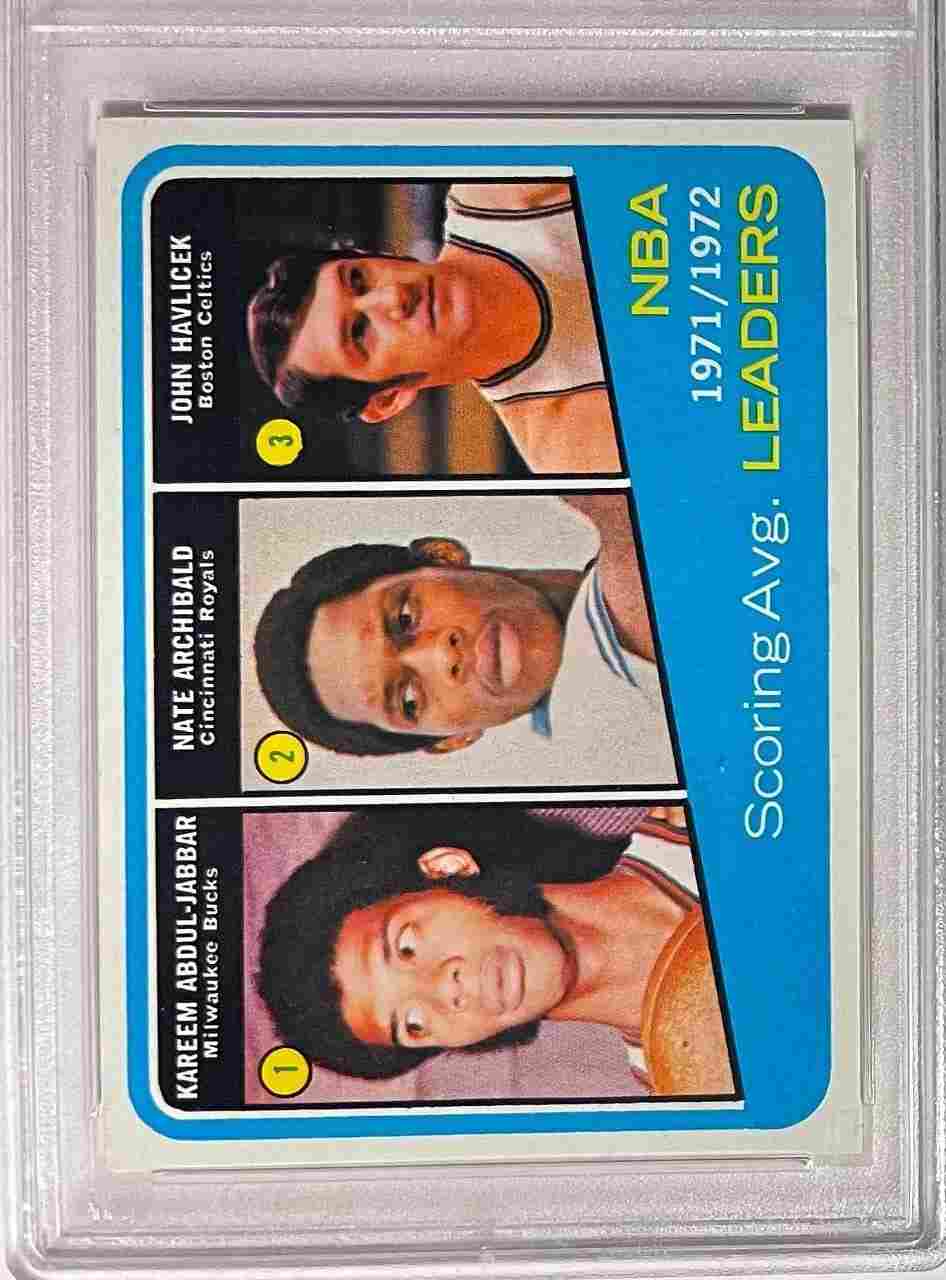 KAREEM ABDUL-JABBAR
Milwaukee Bucks
1
NATE ARCHIBALD
Cincinnati Royals
2
JOHN HAVLICEK
Boston Celtics
3
NBA
1971/1972
Scoring Avg. LEADERS